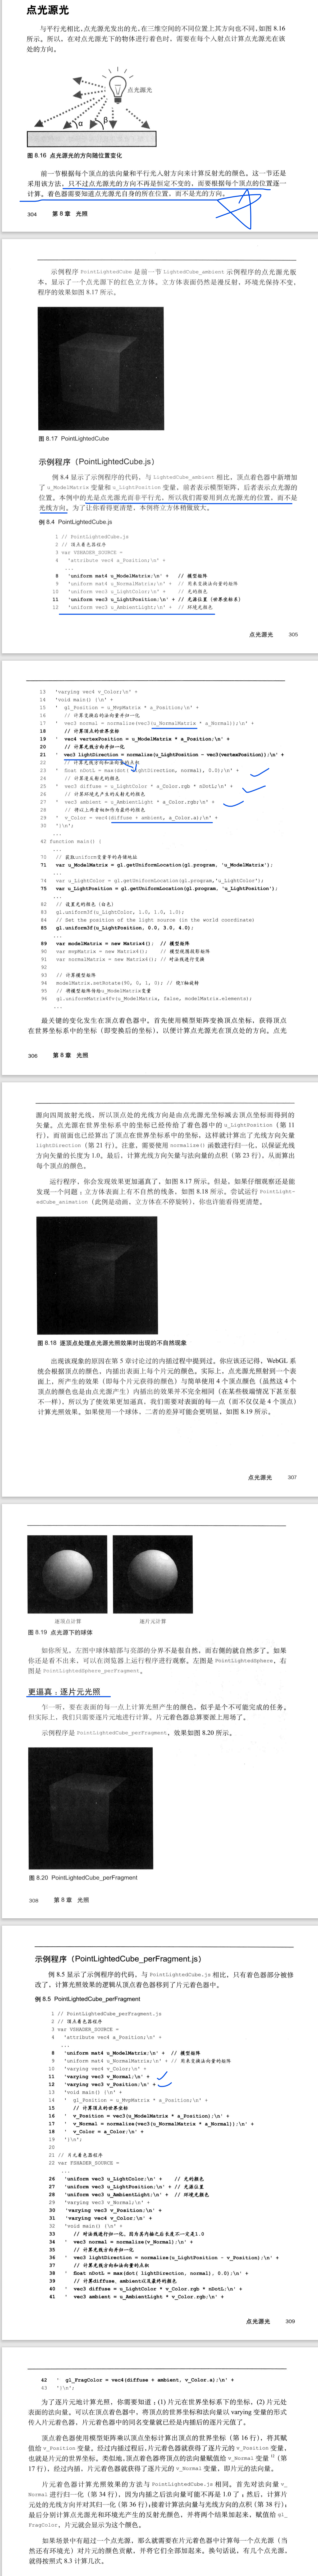 点光源光
与平行光相比,点光源光发出的光,在三维空间的不同位置上其方向也不同,如图 8.16
所示。所以,在对点光源光下的物体进行着色时,需要在每个入射点计算点光源光在该
处的方向。
点光源光
α
β
图 8.16 点光源光的方向随位置变化
前一节根据每个顶点的法向量和平行光入射方向来计算反射光的颜色。这一节还是
采用该方法,只不过点光源光的方向不再是恒定不变的,而要根据每个顶点的位置逐一
计算。着色器需要知道点光源光自身的所在位置,而不是光的方向。
304 第 8 章 光照
示例程序 PointLightedCube 是前一节 LightedCube_ambient 示例程序的点光源光版
本,显示了一个点光源下的红色立方体。立方体表面仍然是漫反射,环境光保持不变,
程序的效果如图 8.17 所示。
图 8.17 PointLightedCube
示例程序 (PointLightedCube.js)
例 8.4 显示了示例程序的代码,与 LightedCube_ambient 相比,顶点着色器中新增加
了 u_ModelMatrix 变量和 u_LightPosition 变量,前者表示模型矩阵,后者表示点光源的
位置。本例中的光是点光源光而非平行光,所以我们需要用到点光源光的位置,而不是
光线方向。为了让你看得更清楚,本例将立方体稍微放大。
例 8.4 PointLightedCube.js
1 // PointLightedCube.js
2 // 顶点着色器程序
3 var VSHADER_SOURCE =
4 'attribute vec4 a_Position;\n' +
...
8 'uniform mat4 u_ModelMatrix;\n' + // 模型矩阵
9 'uniform mat4 u_NormalMatrix;\n' + // 用来变换法向量的矩阵
10 'uniform vec3 u_LightColor;\n' + // 光的颜色
11 'uniform vec3 u_LightPosition;\n' + // 光源位置 (世界坐标系)
12 'uniform vec3 u_AmbientLight;\n' + // 环境光颜色
点光源光 305
13 'varying vec4 v_Color;\n' +
14 'void main() {\n' +
15 ' gl_Position = u_MvpMatrix * a_Position;\n' +
16 // 计算变换后的法向量并归一化
17 ' vec3 normal = normalize(vec3(u_NormalMatrix * a_Normal));\n' +
18 // 计算顶点的世界坐标
19 ' vec4 vertexPosition = u_ModelMatrix * a_Position;\n' +
20 // 计算光线方向并归一化
21 ' vec3 lightDirection = normalize(u_LightPosition - vec3(vertexPosition));\n' +
22 // 计算光线方向和法向量的点积
23 ' float nDotL = max(dot(lightDirection, normal), 0.0);\n' +
24 // 计算漫反射光的颜色
25 ' vec3 diffuse = u_LightColor * a_Color.rgb * nDotL;\n' +
26 // 计算环境光产生的反射光的颜色
27 ' vec3 ambient = u_AmbientLight * a_Color.rgb;\n' +
28 // 将以上两者相加作为最终的颜色
29 ' v_Color = vec4(diffuse + ambient, a_Color.a);\n' +
30 '}\n';
...
42 function main() {
...
70 // 获取uniform变量等的存储地址
71 var u_ModelMatrix = gl.getUniformLocation(gl.program, 'u_ModelMatrix');
...
74 var u_LightColor = gl.getUniformLocation(gl.program,'u_LightColor');
75 var u_LightPosition = gl.getUniformLocation(gl.program, 'u_LightPosition');
...
82 // 设置光的颜色 (白色)
83 gl.uniform3f(u_LightColor, 1.0, 1.0, 1.0);
84 // Set the position of the light source (in the world coordinate)
85 gl.uniform3f(u_LightPosition, 0.0, 3.0, 4.0);
...
89 var modelMatrix = new Matrix4(); // 模型矩阵
90 var mvpMatrix = new Matrix4(); // 模型视图投影矩阵
91 var normalMatrix = new Matrix4(); // 对法线进行变换
92
93 // 计算模型矩阵
94 modelMatrix.setRotate(90, 0, 1, 0); // 绕Y轴旋转
95 // 将模型矩阵传给u_ModelMatrix变量
96 gl.uniformMatrix4fv(u_ModelMatrix, false, modelMatrix.elements);
...
最关键的变化发生在顶点着色器中。首先使用模型矩阵变换顶点坐标,获得顶点
在世界坐标系中的坐标(即变换后的坐标),以便计算点光源光在顶点处的方向。点光
306 第 8 章 光照
源向四周放射光线,所以顶点处的光线方向是由点光源光坐标减去顶点坐标而得到的
矢量。点光源在世界坐标系中的坐标已经传给了着色器中的 u_LightPosition(第 11
行),而前面也已经算出了顶点在世界坐标系中的坐标,这样就计算出了光线方向矢量
lightDirection(第 21 行)。注意,需要使用 normalize() 函数进行归一化,以保证光线
方向矢量的长度为 1.0。最后,计算光线方向矢量与法向量的点积(第 23 行),从而算出
每个顶点的颜色。
运行程序,你会发现效果更加逼真了,如图 8.17 所示。但是,如果仔细观察还是能
发现一个问题:立方体表面上有不自然的线条,如图 8.18 所示。尝试运行 PointLight-
edCube_animation(此例是动画,立方体在不停旋转),你也许能看得更清楚。
图 8.18 逐顶点处理点光源光照效果时出现的不自然现象
出现该现象的原因在第 5 章讨论过的内插过程中提到过。你应该还记得,WebGL 系
统会根据顶点的颜色,内插出表面上每个片元的颜色。实际上,点光源光照射到一个表
面上,所产生的效果(即每个片元获得的颜色)与简单使用 4 个顶点颜色(虽然这 4 个
顶点的颜色也是由点光源产生)内插出的效果并不完全相同(在某些极端情况下甚至很
不一样),所以为了使效果更加逼真,我们需要对表面的每一点(而不仅仅是 4 个顶点)
计算光照效果。如果使用一个球体,二者的差异可能会更明显,如图 8.19 所示。
点光源光 307
逐顶点计算 逐片元计算
图 8.19 点光源下的球体
如你所见,左图中球体暗部与亮部的分界不是很自然,而右侧的就自然多了。如果
你还是看不出来,可以在浏览器上运行程序进行观察。左图是 PointLightedSphere,右
图是 PointLightedSphere_perFragment。
更逼真:逐片元光照
乍一听,要在表面的每一点上计算光照产生的颜色,似乎是个不可能完成的任务。
但实际上,我们只需要逐片元地进行计算。片元着色器总算要派上用场了。
示例程序是 PointLightedCube_perFragment,效果如图 8.20 所示。
图 8.20 PointLightedCube_perFragment
308 第 8 章 光照
示例程序 (PointLightedCube_perFragment.js)
例 8.5 显示了示例程序的代码,与 PointLightedCube.js 相比,只有着色器部分被修
改了,计算光照效果的逻辑从顶点着色器移到了片元着色器中。
例 8.5 PointLightedCube_perFragment
1 // PointLightedCube_perFragment.js
2 // 顶点着色器程序
3 var VSHADER_SOURCE =
4 'attribute vec4 a_Position;\n' +
...
8 'uniform mat4 u_ModelMatrix;\n' + // 模型矩阵
9 'uniform mat4 u_NormalMatrix;\n' + // 用来变换法向量的矩阵
10 'varying vec4 v_Color;\n' +
11 'varying vec3 v_Normal;\n' +
12 'varying vec3 v_Position;\n' +
13 'void main() {\n' +
14 ' gl_Position = u_MvpMatrix * a_Position;\n' +
15 // 计算顶点的世界坐标
16 ' v_Position = vec3(u_ModelMatrix * a_Position);\n' +
17 ' v_Normal = normalize(vec3(u_NormalMatrix * a_Normal));\n' +
18 ' v_Color = a_Color;\n' +
19 '}\n';
20
21 // 片元着色器程序
22 var FSHADER_SOURCE =
...
26 'uniform vec3 u_LightColor;\n' + // 光的颜色
27 'uniform vec3 u_LightPosition;\n' + // 光源位置
28 'uniform vec3 u_AmbientLight;\n' + // 环境光颜色
29 'varying vec3 v_Normal;\n' +
30 'varying vec3 v_Position;\n' +
31 'varying vec4 v_Color;\n' +
32 'void main() {\n' +
33 // 对法线进行归一化,因为其内插之后长度不一定是1.0
34 ' vec3 normal = normalize(v_Normal);\n' +
35 // 计算光线方向并归一化
36 ' vec3 lightDirection = normalize(u_LightPosition - v_Position);\n' +
37 // 计算光线方向和法向量的点积
38 ' float nDotL = max(dot( lightDirection, normal), 0.0);\n' +
39 // 计算diffuse、ambient以及最终的颜色
40 ' vec3 diffuse = u_LightColor * v_Color.rgb * nDotL;\n' +
41 ' vec3 ambient = u_AmbientLight * v_Color.rgb;\n' +
点光源光 309
42 ' gl_FragColor = vec4(diffuse + ambient, v_Color.a);\n' +
43 '}\n';
为了逐片元地计算光照,你需要知道:(1) 片元在世界坐标系下的坐标,(2) 片元处
表面的法向量。可以在顶点着色器中,将顶点的世界坐标和法向量以 varying 变量的形式
传入片元着色器,片元着色器中的同名变量就已经是内插后的逐片元值了。
顶点着色器使用模型矩阵乘以顶点坐标计算出顶点的世界坐标(第 16 行),将其赋
值给 v_Position 变量。经过内插过程后,片元着色器就获得了逐片元的 v_Position 变量,
也就是片元的世界坐标。类似地,顶点着色器将顶点的法向量赋值给 v_Normal 变量¹²(第
17 行),经过内插,片元着色器就获得了逐片元的 v_Normal 变量,即片元的法向量。
片元着色器计算光照效果的方法与 PointLightedCube.js 相同。首先对法向量 v_
Normal 进行归一化(第 34 行),因为内插之后法向量可能不再是 1.0 了;然后,计算片
元处的光线方向并对其归一化(第 36 行);接着计算法向量与光线方向的点积(第 38 行),
最后分别计算点光源光和环境光产生的反射光颜色,并将两个结果加起来,赋值给 gl_
FragColor,片元就会显示为这个颜色。
如果场景中有超过一个点光源,那么就需要在片元着色器中计算每一个点光源(当
然还有环境光)对片元的颜色贡献,并将它们全部加起来。换句话说,有几个点光源,
就得按照式 8.3 计算几次。